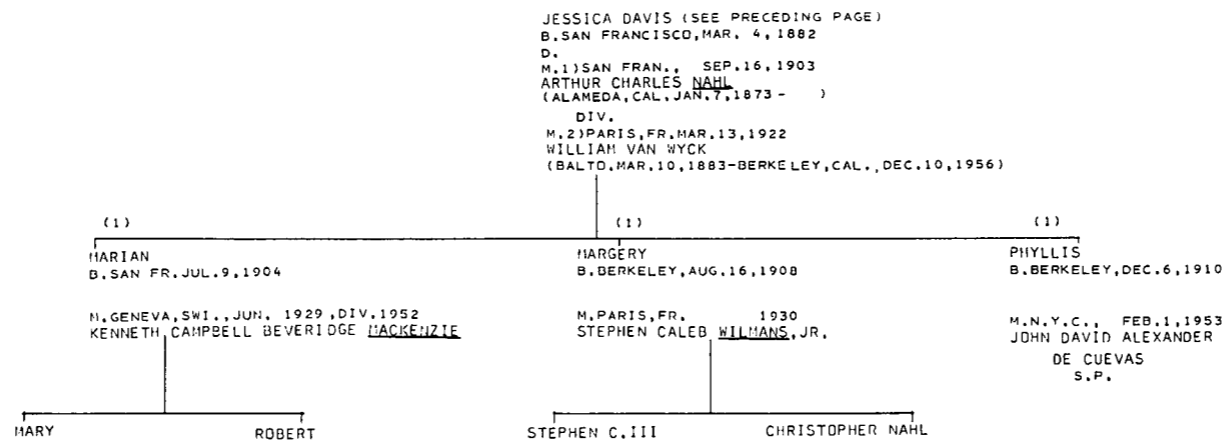 JESSICA DAVIS (SEE PRECEDING PAGE)
B.SAN FRANCISCO,MAR. 4,1882
D.
M.1)SAN FRAN., SEP.16,1903
ARTHUR CHARLES NAHL
(ALAMEDA,CAL.JAN.7,1873- )
DIV.
M.2)PARIS,FR.MAR.13,1922
WILLIAM VAN WYCK
(BALTO.MAR.10,1883-BERKELEY,CAL.,DEC.10,1956)
(1) (1) (1)
MARIAN MARGERY PHYLLIS
B.SAN FR.JUL.9,1904 B.BERKELEY,AUG.16,1908 B.BERKELEY,DEC.6,1910
M.GENEVA,SWI.,JUN. 1929,DIV.1952 M.PARIS,FR. 1930 M.N.Y.C., FEB.1,1953
KENNETH CAMPBELL BEVERIDGE MACKENZIE STEPHEN CALEB WILMANS,JR. JOHN DAVID ALEXANDER
DE CUEVAS
S.P.
MARY ROBERT STEPHEN C.III CHRISTOPHER NAHL